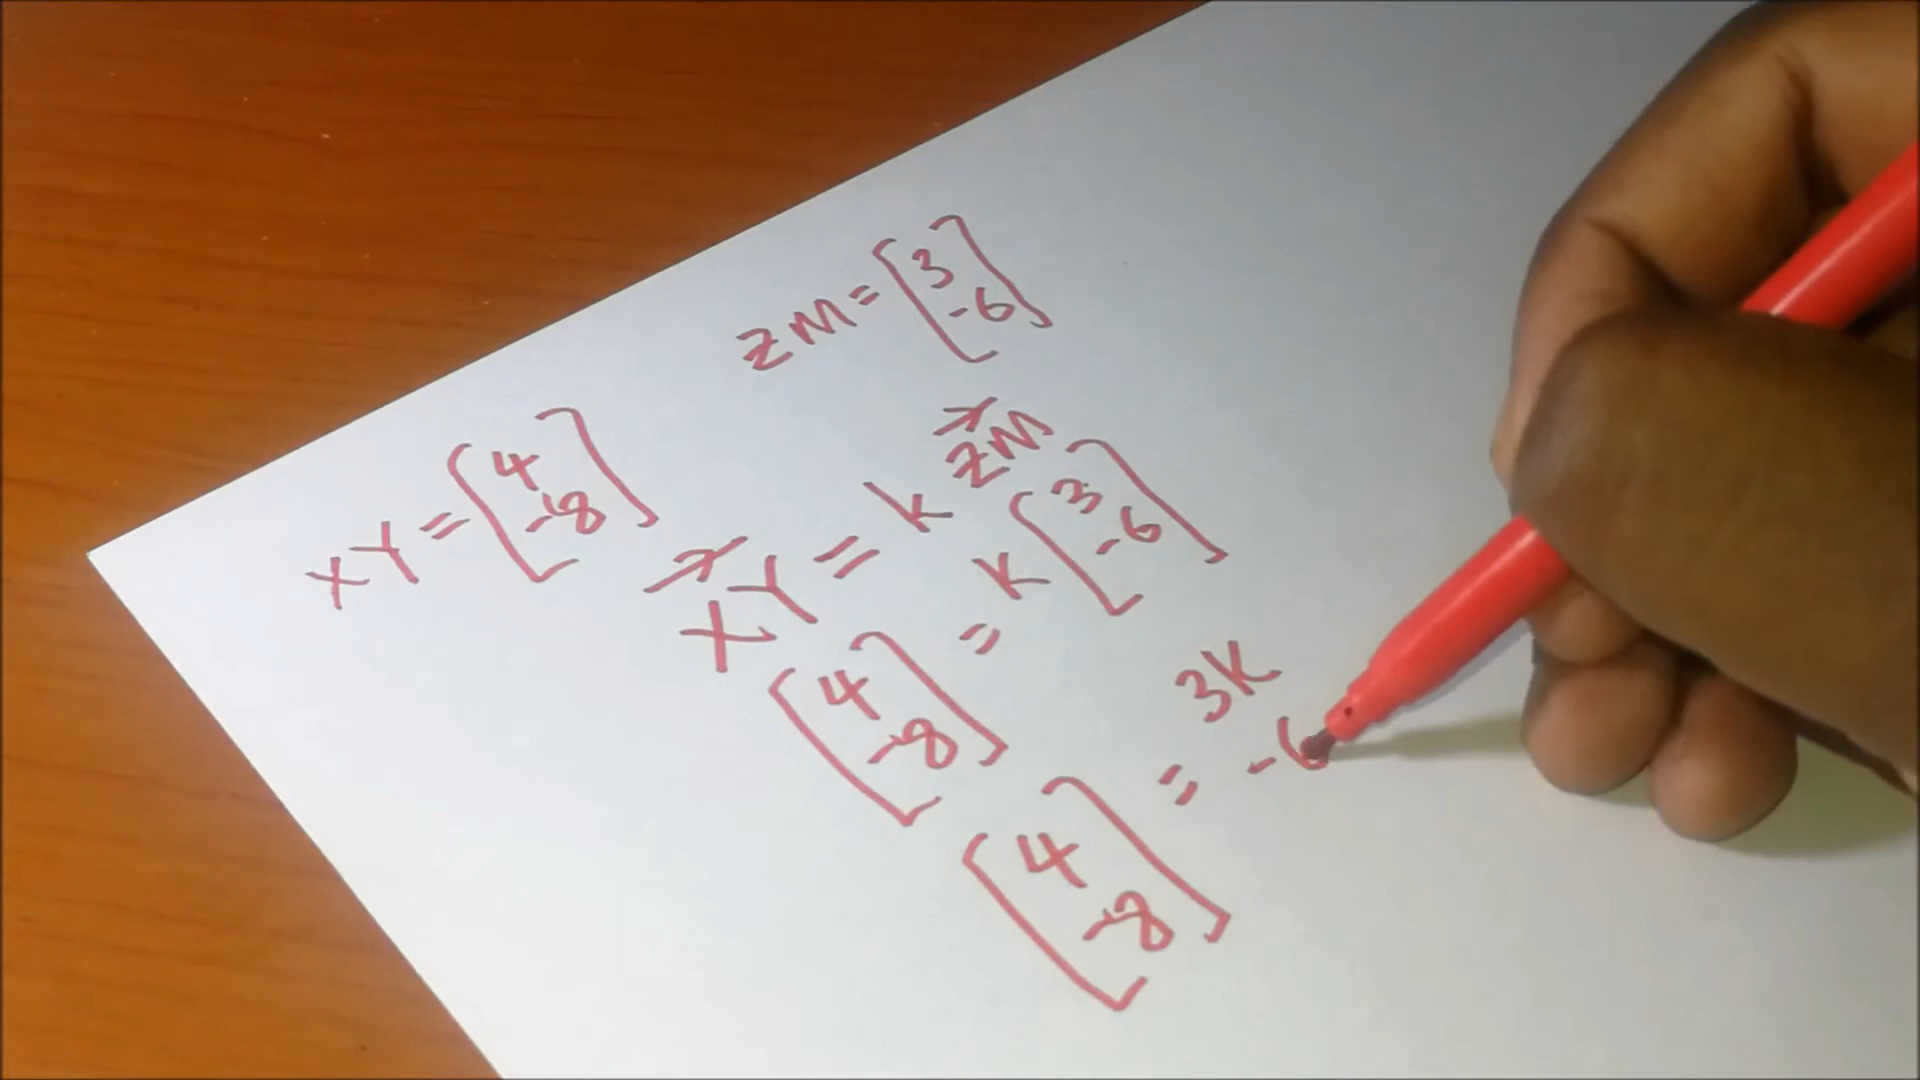 ZM = [3
-6]
XY = [4
-8]
XY = k ZM
[4
-8] = k [3
-6]
[4
-8] = 3k
-6